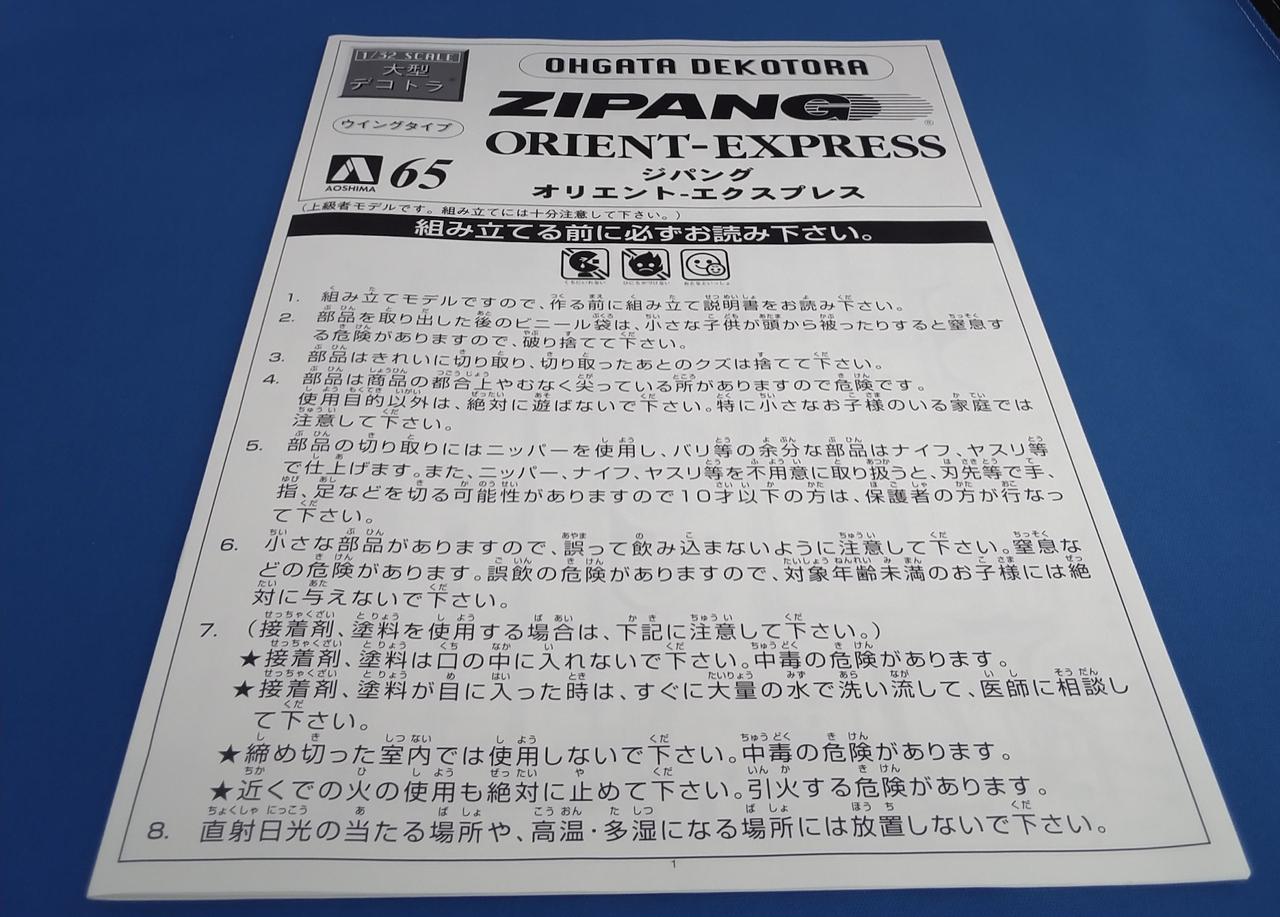 1/32 SCALE
大型
デコトラ
ウイングタイプ
AOSHIMA
65
OHGATA DEKOTORA
ZIPANG
®
ORIENT-EXPRESS
ジパング
オリエント-エクスプレス
(上級者モデルです。組み立てには十分注意して下さい。)
組み立てる前に必ずお読み下さい。
くちにいれない
ひにちかづけない
おとなといっしょ
1. 組み立てモデルですので、作る前に組み立て説明書をお読み下さい。
2. 部品を取り出した後のビニール袋は、小さな子供が頭から被ったりすると窒息す
る危険がありますので、破り捨てて下さい。
3. 部品はきれいに切り取り、切り取ったあとのクズは捨てて下さい。
4. 部品は商品の都合上やむなく尖っている所がありますので危険です。
使用目的以外は、絶対に遊ばないで下さい。特に小さなお子様のいる家庭では
注意して下さい。
5. 部品の切り取りにはニッパーを使用し、バリ等の余分な部品はナイフ、ヤスリ等
で仕上げます。また、ニッパー、ナイフ、ヤスリ等を不用意に取り扱うと、刃先等で手、
指、足などを切る可能性がありますので10才以下の方は、保護者の方が行なっ
て下さい。
6. 小さな部品がありますので、誤って飲み込まないように注意して下さい。窒息な
どの危険があります。誤飲の危険がありますので、対象年齢未満のお子様には絶
対に与えないで下さい。
7. (接着剤、塗料を使用する場合は、下記に注意して下さい。)
★接着剤、塗料は口の中に入れないで下さい。中毒の危険があります。
★接着剤、塗料が目に入った時は、すぐに大量の水で洗い流して、医師に相談し
て下さい。
★締め切った室内では使用しないで下さい。中毒の危険があります。
★近くでの火の使用も絶対に止めて下さい。引火する危険があります。
8. 直射日光の当たる場所や、高温・多湿になる場所には放置しないで下さい。
1